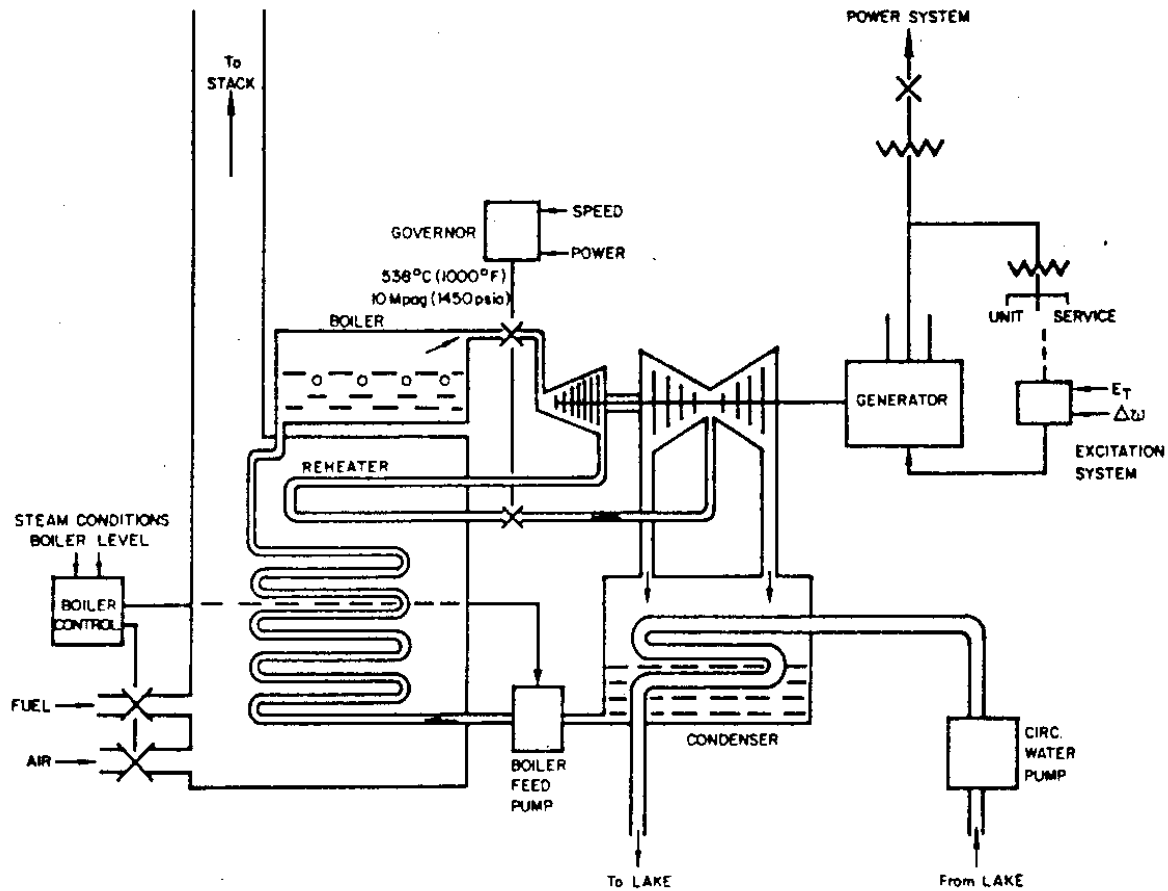 POWER SYSTEM
To
STACK
SPEED
GOVERNOR
POWER
538°C (1000°F)
10 Mpag (1450 psia)
BOILER
UNIT SERVICE
GENERATOR
E_T
Δω
EXCITATION
SYSTEM
REHEATER
STEAM CONDITIONS
BOILER LEVEL
BOILER
CONTROL
FUEL
AIR
BOILER
FEED
PUMP
CONDENSER
CIRC.
WATER
PUMP
To LAKE
From LAKE